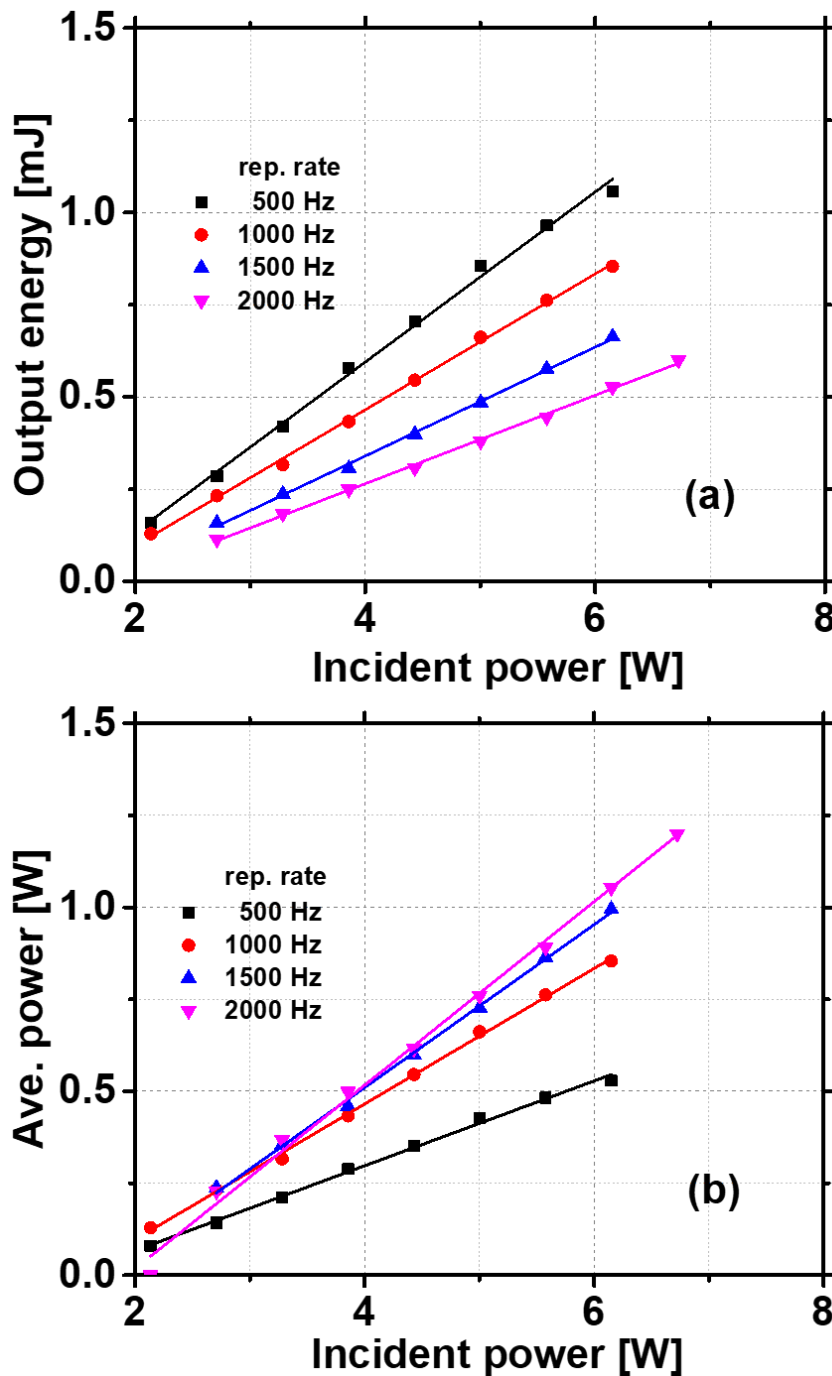 1.5
1.0
0.5
0.0
Output energy [mJ]
rep. rate
500 Hz
1000 Hz
1500 Hz
2000 Hz
(a)
2 4 6 8
Incident power [W]
1.5
1.0
0.5
0.0
Ave. power [W]
rep. rate
500 Hz
1000 Hz
1500 Hz
2000 Hz
(b)
2 4 6 8
Incident power [W]